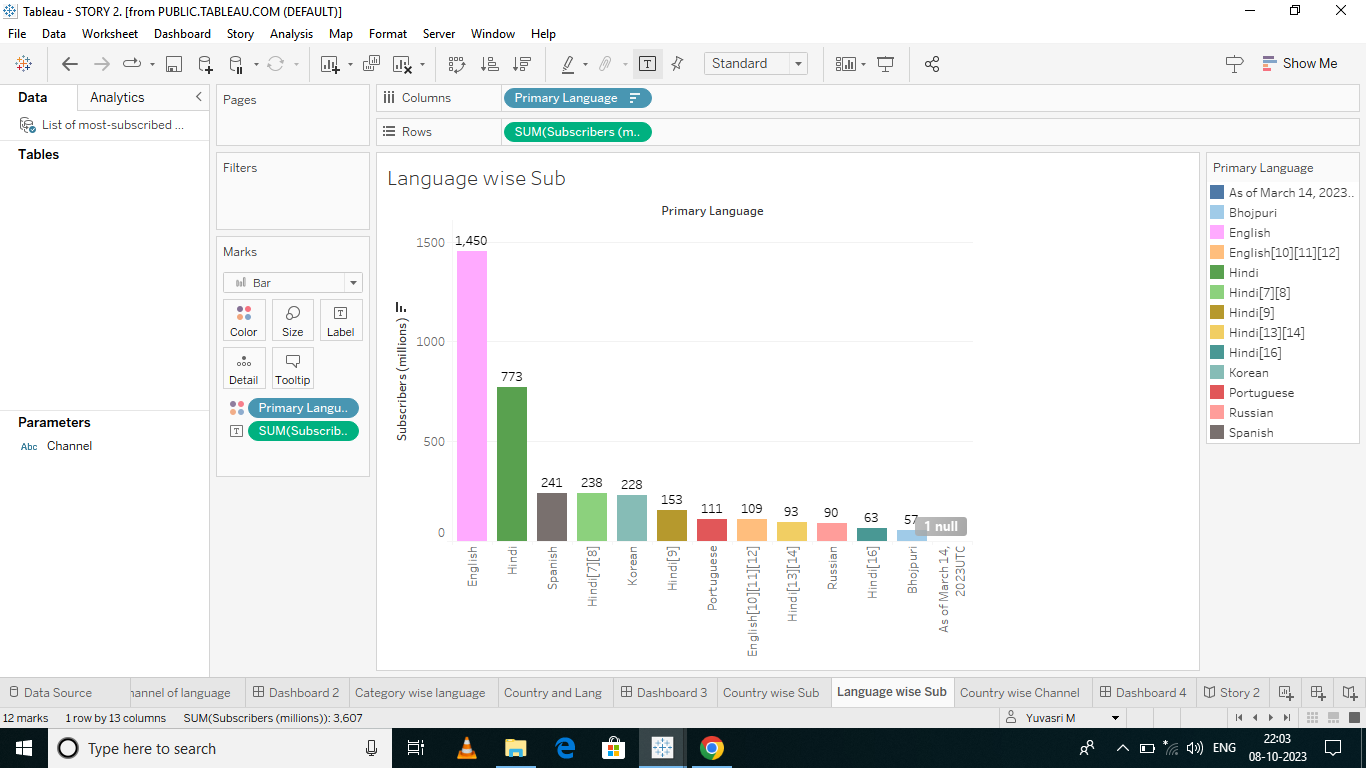 Tableau - STORY 2. [from PUBLIC.TABLEAU.COM (DEFAULT)]
File Data Worksheet Dashboard Story Analysis Map Format Server Window Help
Standard
Show Me
Data Analytics
List of most-subscribed ...
Tables
Parameters
Abc Channel
Pages
Filters
Marks
Bar
Color Size Label
Detail Tooltip
Primary Langu..
SUM(Subscrib..
Columns Primary Language
Rows SUM(Subscribers (m..
Language wise Sub
Primary Language
Subscribers (millions)
1500
1000
500
0
1,450
773
241
238
228
153
111
109
93
90
63
57
1 null
English
Hindi
Spanish
Hindi[7][8]
Korean
Hindi[9]
Portuguese
English[10][11][12]
Hindi[13][14]
Russian
Hindi[16]
Bhojpuri
As of March 14,
2023UTC
Primary Language
As of March 14, 2023..
Bhojpuri
English
English[10][11][12]
Hindi
Hindi[7][8]
Hindi[9]
Hindi[13][14]
Hindi[16]
Korean
Portuguese
Russian
Spanish
Data Source hannel of language Dashboard 2 Category wise language Country and Lang Dashboard 3 Country wise Sub Language wise Sub Country wise Channel Dashboard 4 Story 2
12 marks 1 row by 13 columns SUM(Subscribers (millions)): 3,607 Yuvasri M
Type here to search
ENG
22:03
08-10-2023